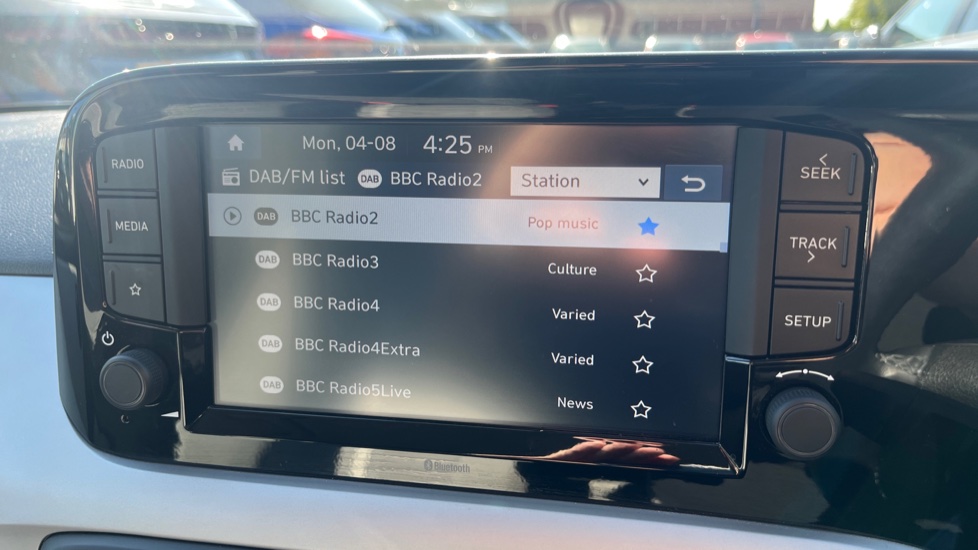 Mon, 04-08 4:25 PM
DAB/FM list DAB BBC Radio2 Station
DAB BBC Radio2 Pop music
DAB BBC Radio3 Culture
DAB BBC Radio4 Varied
DAB BBC Radio4Extra Varied
DAB BBC Radio5Live News
RADIO
MEDIA
SEEK
TRACK
SETUP
Bluetooth